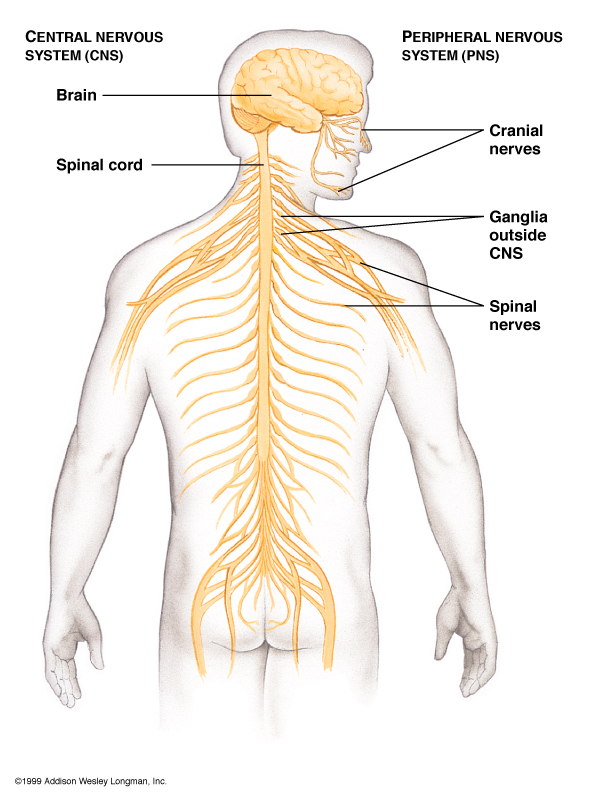 CENTRAL NERVOUS
SYSTEM (CNS)
PERIPHERAL NERVOUS
SYSTEM (PNS)
Brain
Spinal cord
Cranial
nerves
Ganglia
outside
CNS
Spinal
nerves
©1999 Addison Wesley Longman, Inc.